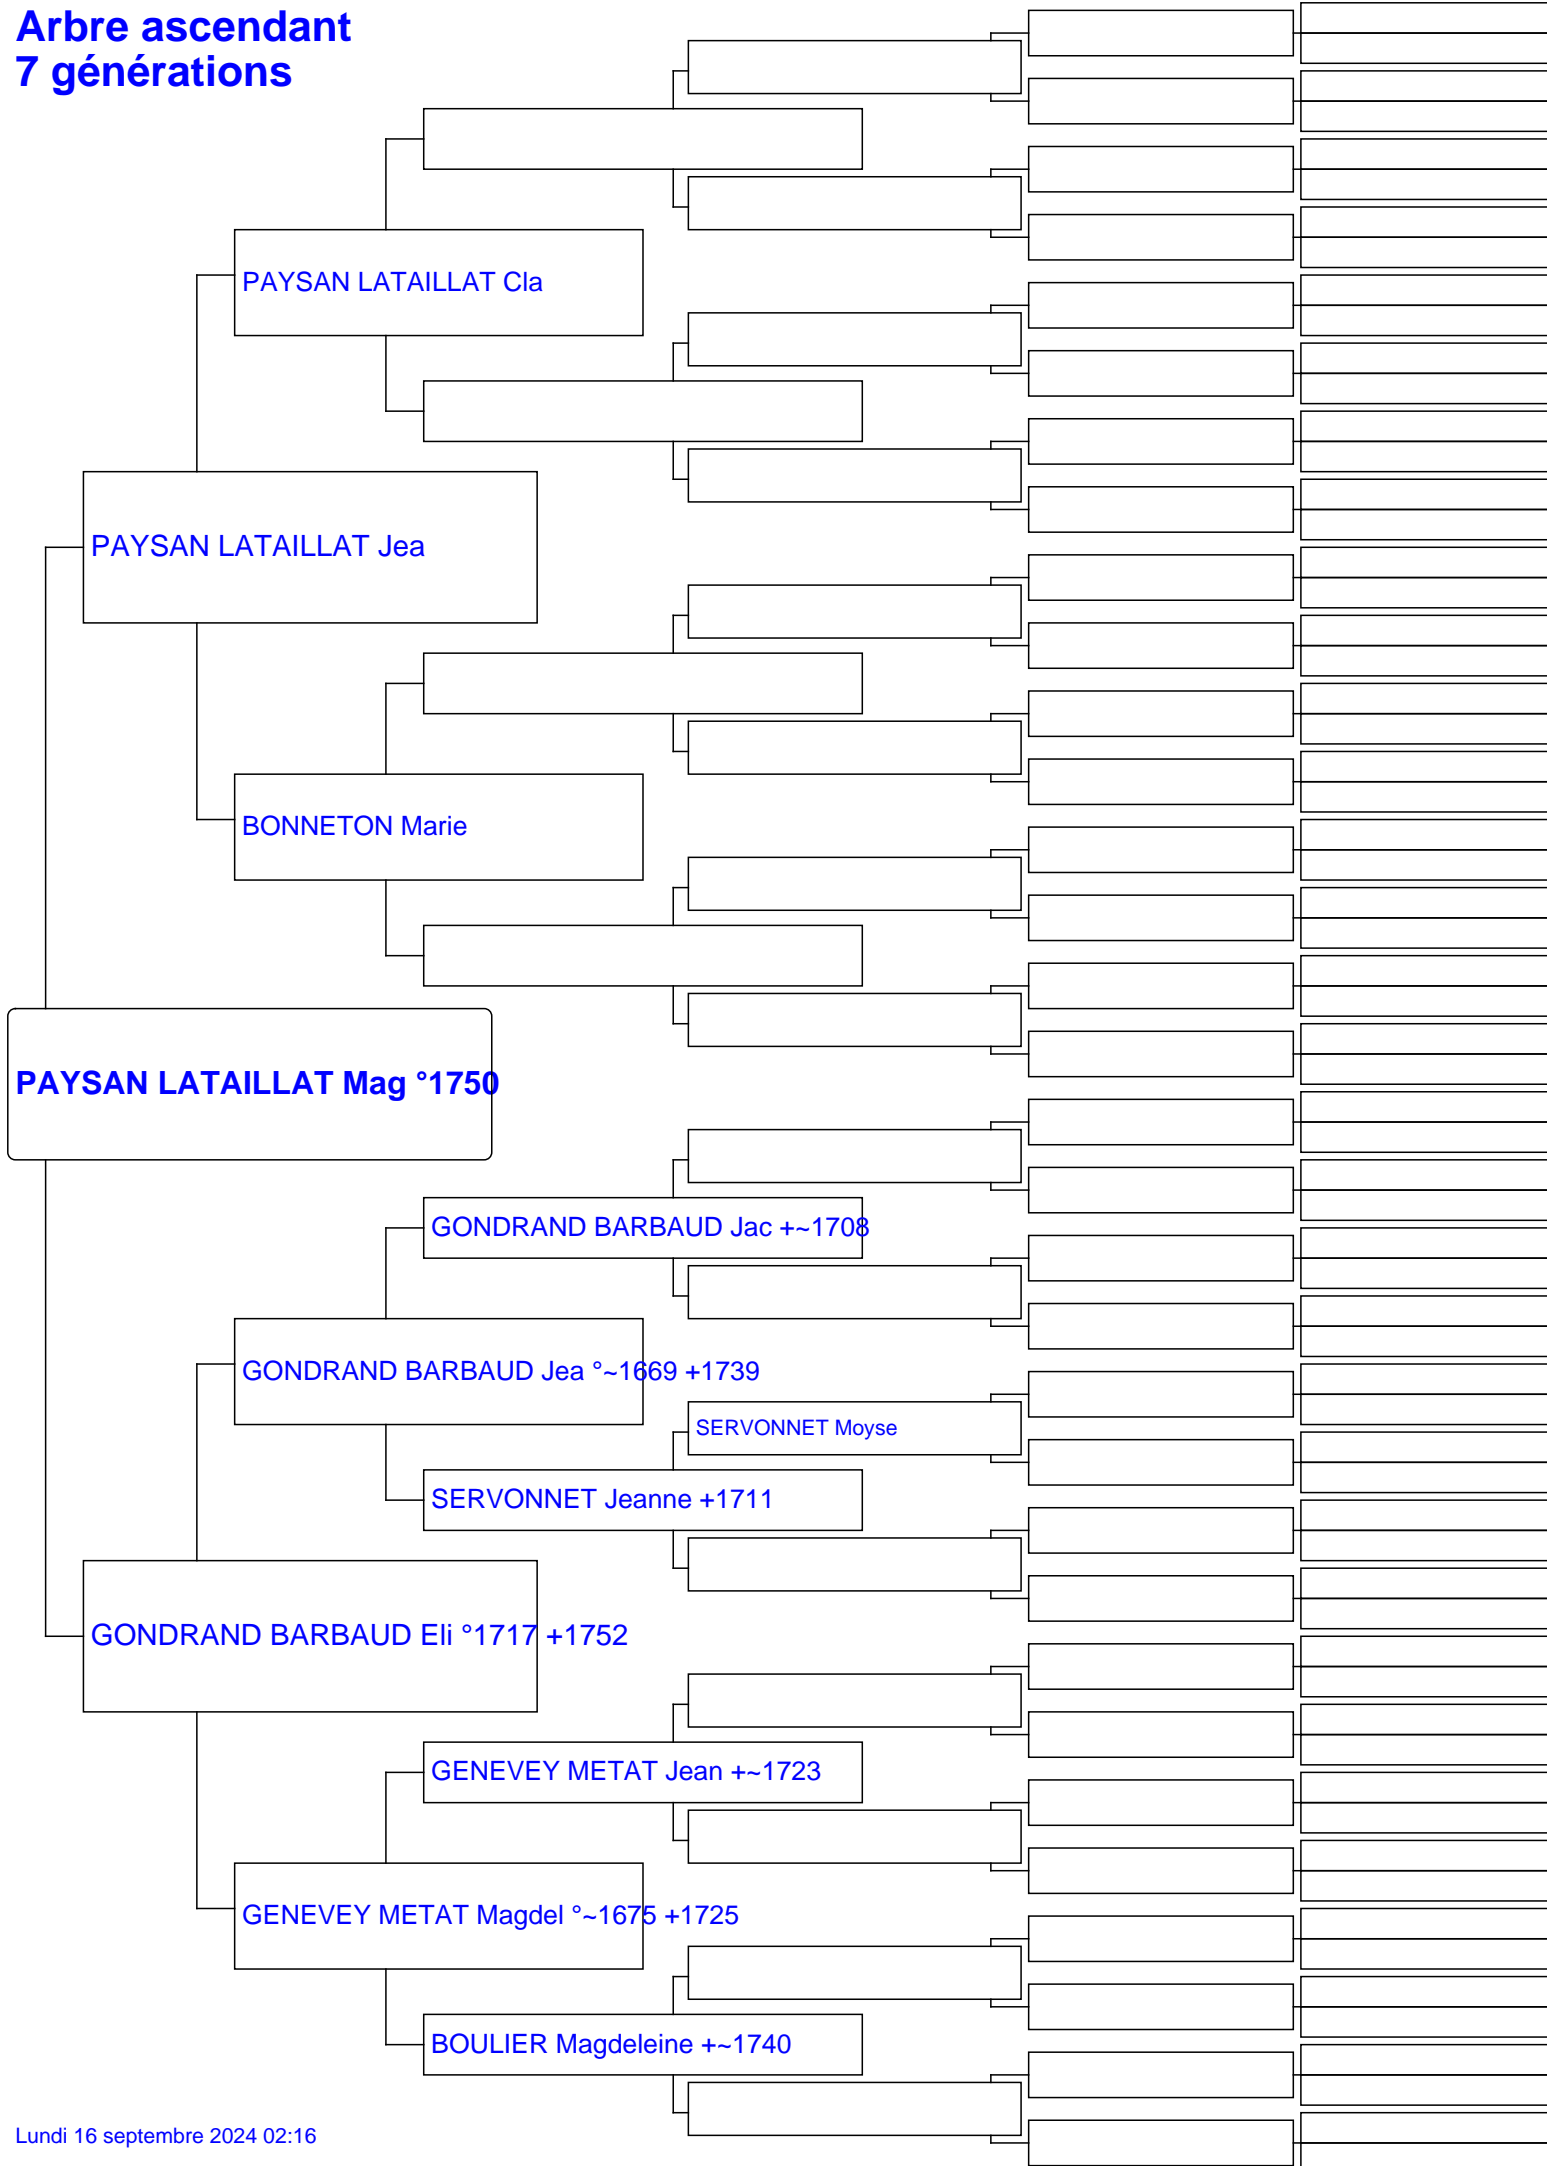 Arbre ascendant
7 générations
PAYSAN LATAILLAT Cla
PAYSAN LATAILLAT Jea
BONNETON Marie
PAYSAN LATAILLAT Mag °1750
GONDRAND BARBAUD Jac +~1708
GONDRAND BARBAUD Jea °~1669 +1739
SERVONNET Moyse
SERVONNET Jeanne +1711
GONDRAND BARBAUD Eli °1717 +1752
GENEVEY METAT Jean +~1723
GENEVEY METAT Magdel °~1675 +1725
BOULIER Magdeleine +~1740
Lundi 16 septembre 2024 02:16